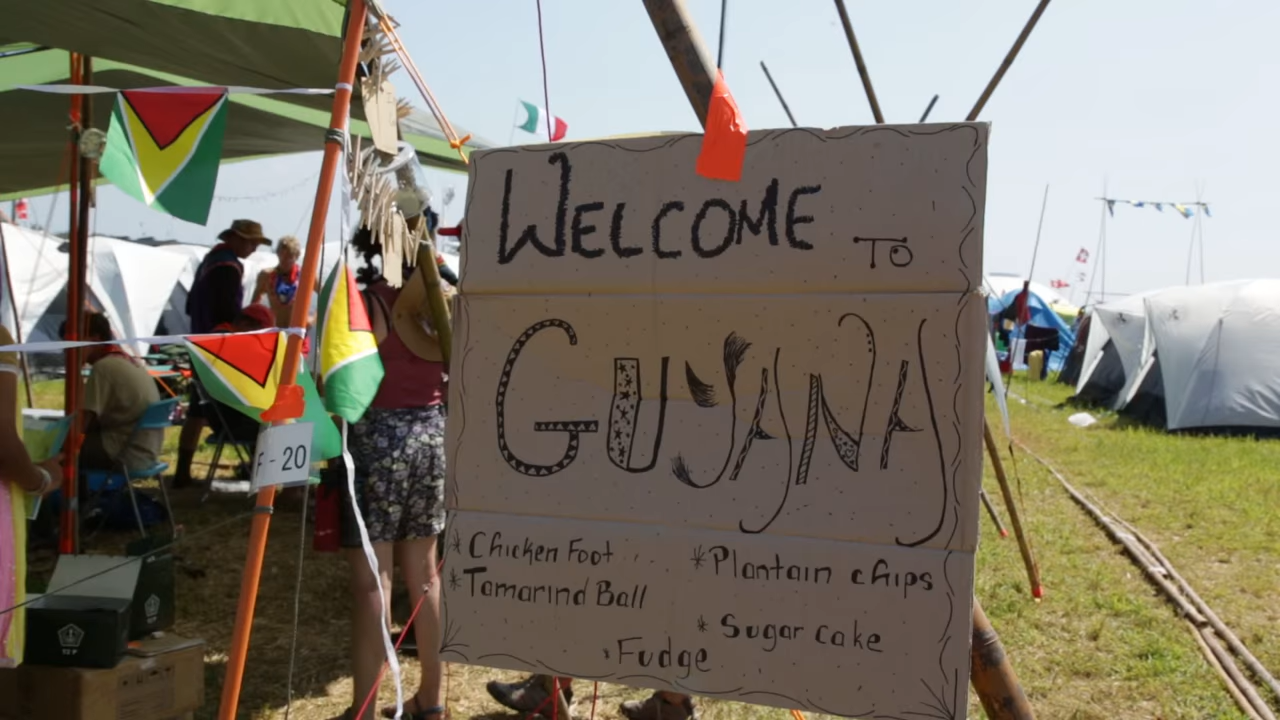 WELCOME TO
GUYANA
* Chicken Foot
* Plantain chips
* Tamarind Ball
* Sugar cake
* Fudge
F - 20